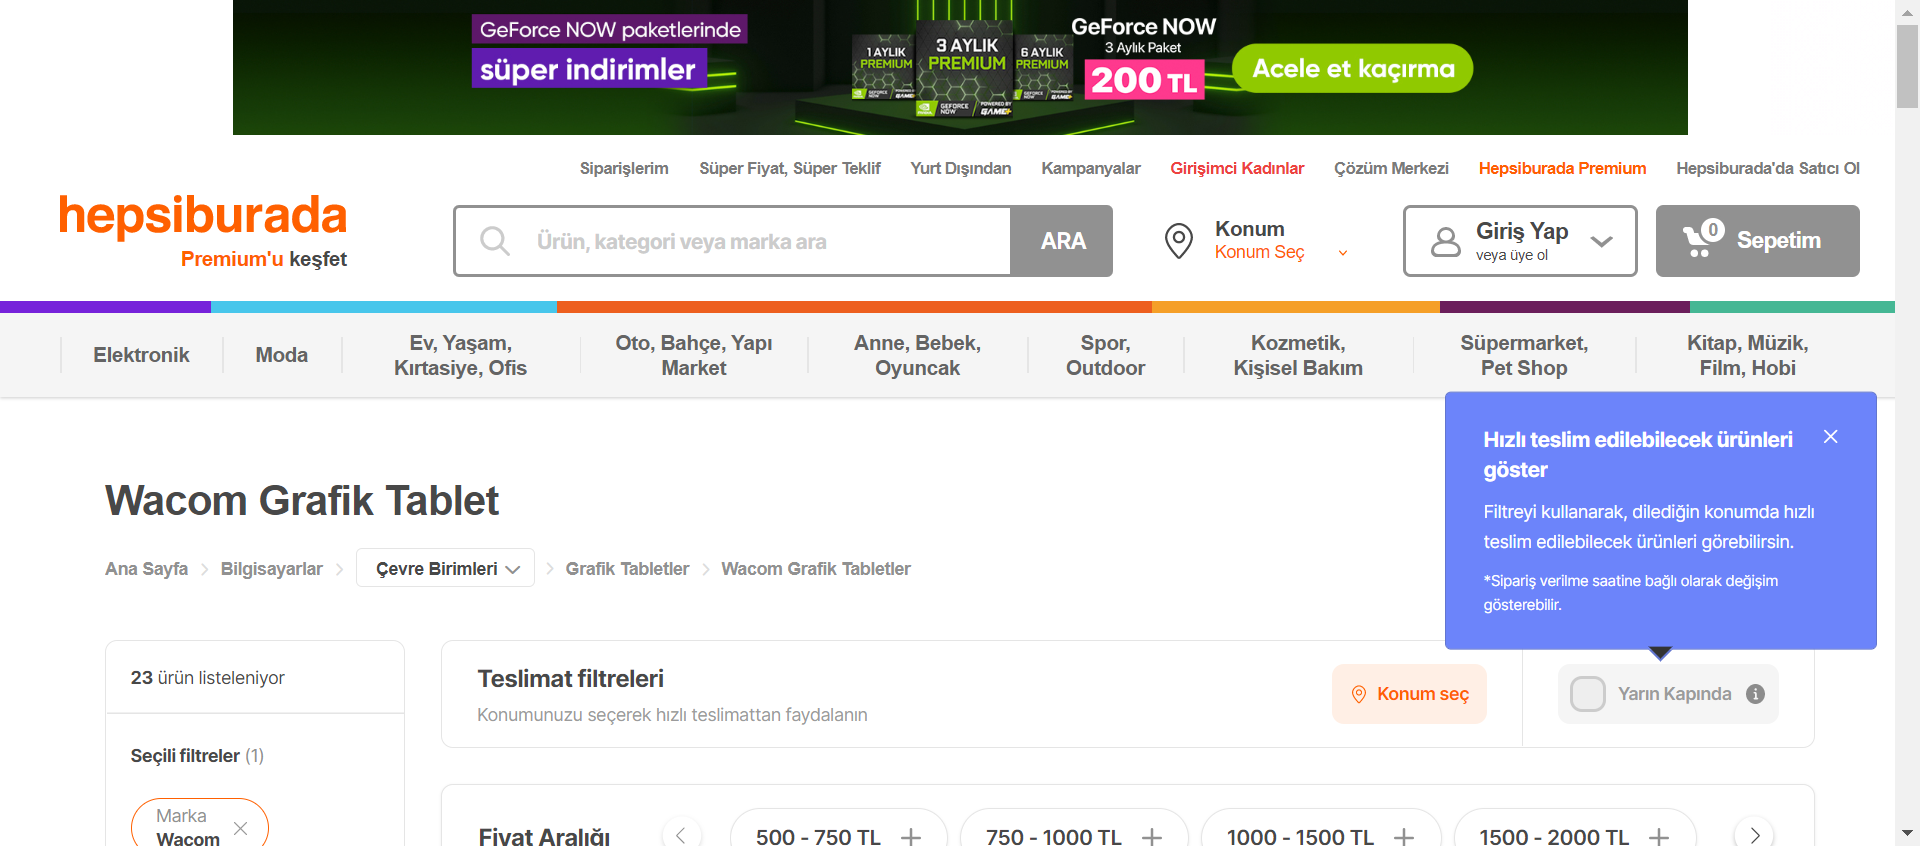 GeForce NOW paketlerinde
süper indirimler
1 AYLIK
PREMIUM
3 AYLIK
PREMIUM
6 AYLIK
PREMIUM
GEFORCE
NOW
POWERED BY
GAME+
GeForce NOW
3 Aylık Paket
200 TL
Acele et kaçırma
Siparişlerim
Süper Fiyat, Süper Teklif
Yurt Dışından
Kampanyalar
Girişimci Kadınlar
Çözüm Merkezi
Hepsiburada Premium
Hepsiburada'da Satıcı Ol
hepsiburada
Premium'u keşfet
Ürün, kategori veya marka ara
ARA
Konum
Konum Seç
Giriş Yap
veya üye ol
0
Sepetim
Elektronik
Moda
Ev, Yaşam,
Kırtasiye, Ofis
Oto, Bahçe, Yapı
Market
Anne, Bebek,
Oyuncak
Spor,
Outdoor
Kozmetik,
Kişisel Bakım
Süpermarket,
Pet Shop
Kitap, Müzik,
Film, Hobi
Hızlı teslim edilebilecek ürünleri
göster
Filtreyi kullanarak, dilediğin konumda hızlı
teslim edilebilecek ürünleri görebilirsin.
*Sipariş verilme saatine bağlı olarak değişim
gösterebilir.
Wacom Grafik Tablet
Ana Sayfa
Bilgisayarlar
Çevre Birimleri
Grafik Tabletler
Wacom Grafik Tabletler
23 ürün listeleniyor
Seçili filtreler (1)
Marka
Wacom
Teslimat filtreleri
Konumunuzu seçerek hızlı teslimattan faydalanın
Konum seç
Yarın Kapında
Fiyat Aralığı
500 - 750 TL
750 - 1000 TL
1000 - 1500 TL
1500 - 2000 TL